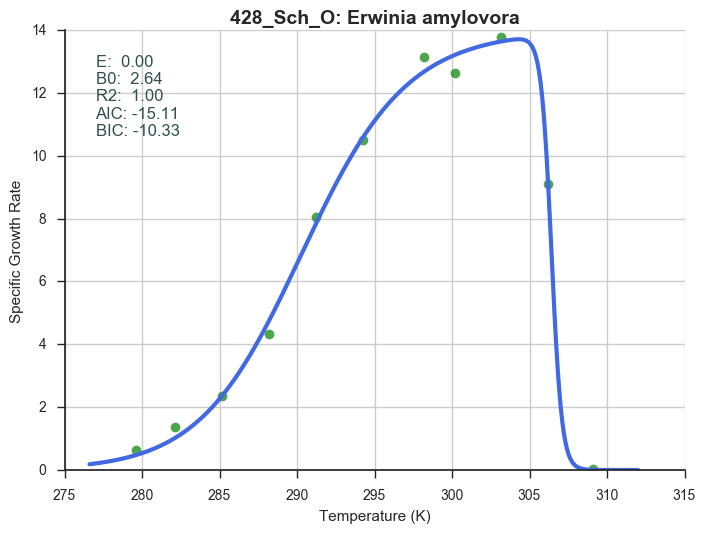 428_Sch_O: Erwinia amylovora
E:  0.00
B0:  2.64
R2:  1.00
AIC: -15.11
BIC: -10.33
Specific Growth Rate
14
12
10
8
6
4
2
0
275 280 285 290 295 300 305 310 315
Temperature (K)